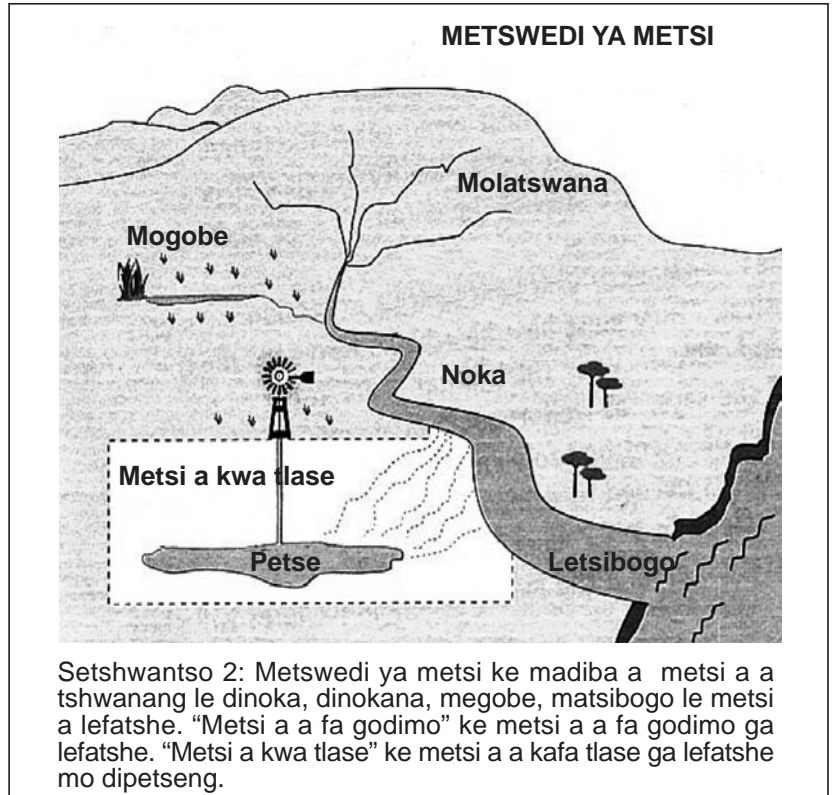 METSWEDI YA METSI
Molatswana
Mogobe
Noka
Metsi a kwa tlase
Petse
Letsibogo
Setshwantso 2: Metswedi ya metsi ke madiba a metsi a a
tshwanang le dinoka, dinokana, megobe, matsibogo le metsi
a lefatshe. “Metsi a a fa godimo” ke metsi a a fa godimo ga
lefatshe. “Metsi a kwa tlase” ke metsi a a kafa tlase ga lefatshe
mo dipetseng.